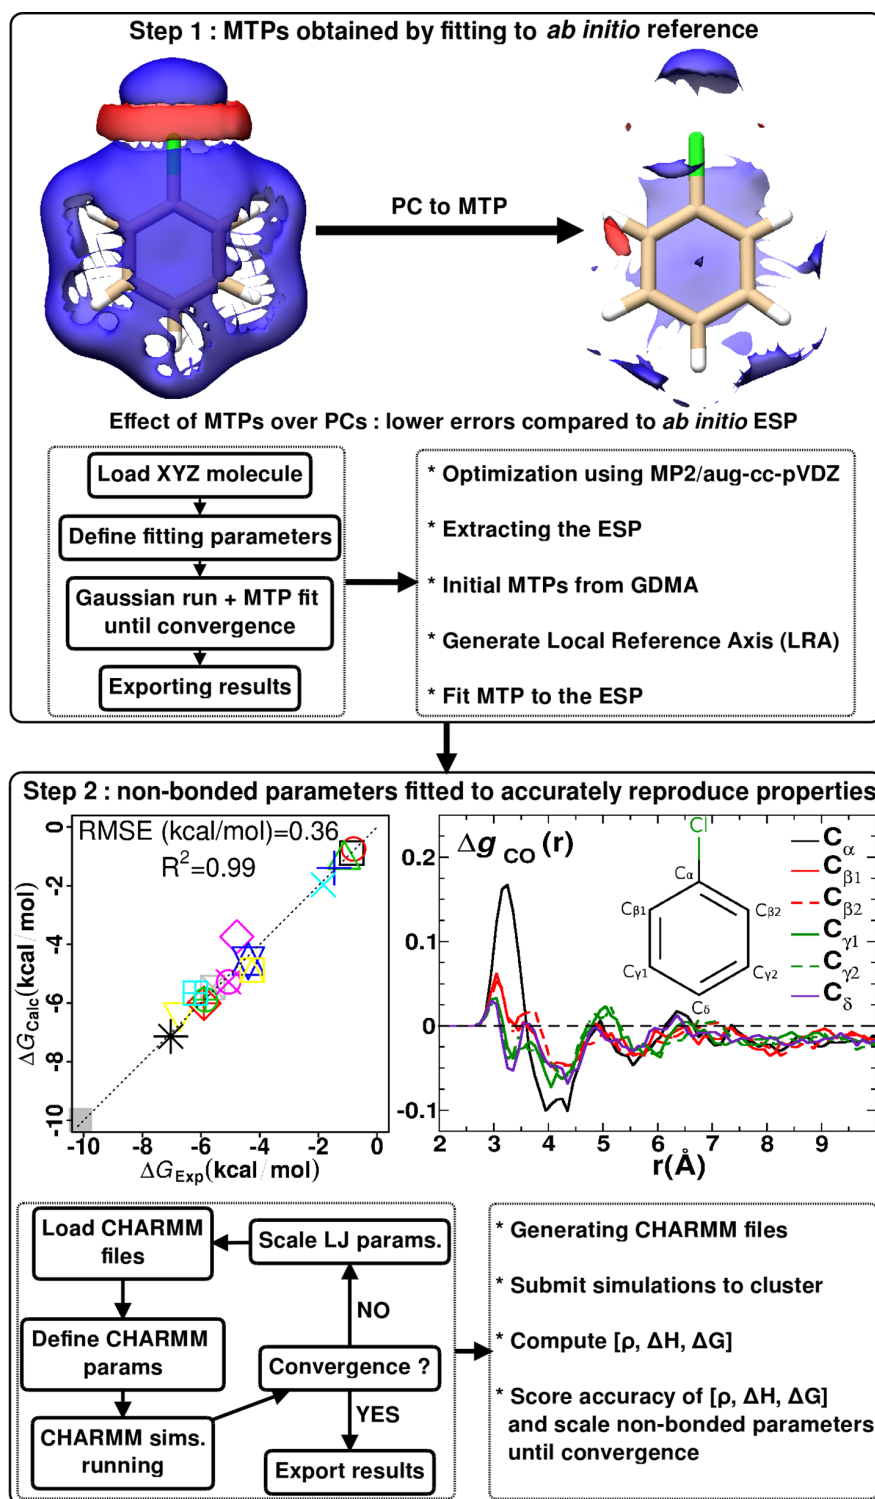 Step 1 : MTPs obtained by fitting to ab initio reference
PC to MTP
Effect of MTPs over PCs : lower errors compared to ab initio ESP
Load XYZ molecule
Define fitting parameters
Gaussian run + MTP fit
until convergence
Exporting results
* Optimization using MP2/aug-cc-pVDZ
* Extracting the ESP
* Initial MTPs from GDMA
* Generate Local Reference Axis (LRA)
* Fit MTP to the ESP
Step 2 : non-bonded parameters fitted to accurately reproduce properties
RMSE (kcal/mol)=0.36
R²=0.99
ΔG_Calc(kcal/mol)
0
-2
-4
-6
-8
-10
-10 -8 -6 -4 -2 0
ΔG_Exp(kcal/mol)
Δg_CO (r)
0.2
0.1
0
-0.1
2 3 4 5 6 7 8 9
r(Å)
Cl
Cα
Cβ1
Cβ2
Cγ1
Cγ2
Cδ
Cα
Cβ1
Cβ2
Cγ1
Cγ2
Cδ
Load CHARMM
files
Define CHARMM
params
CHARMM sims.
running
Scale LJ params.
NO
Convergence ?
YES
Export results
* Generating CHARMM files
* Submit simulations to cluster
* Compute [ρ, ΔH, ΔG]
* Score accuracy of [ρ, ΔH, ΔG]
and scale non-bonded parameters
until convergence